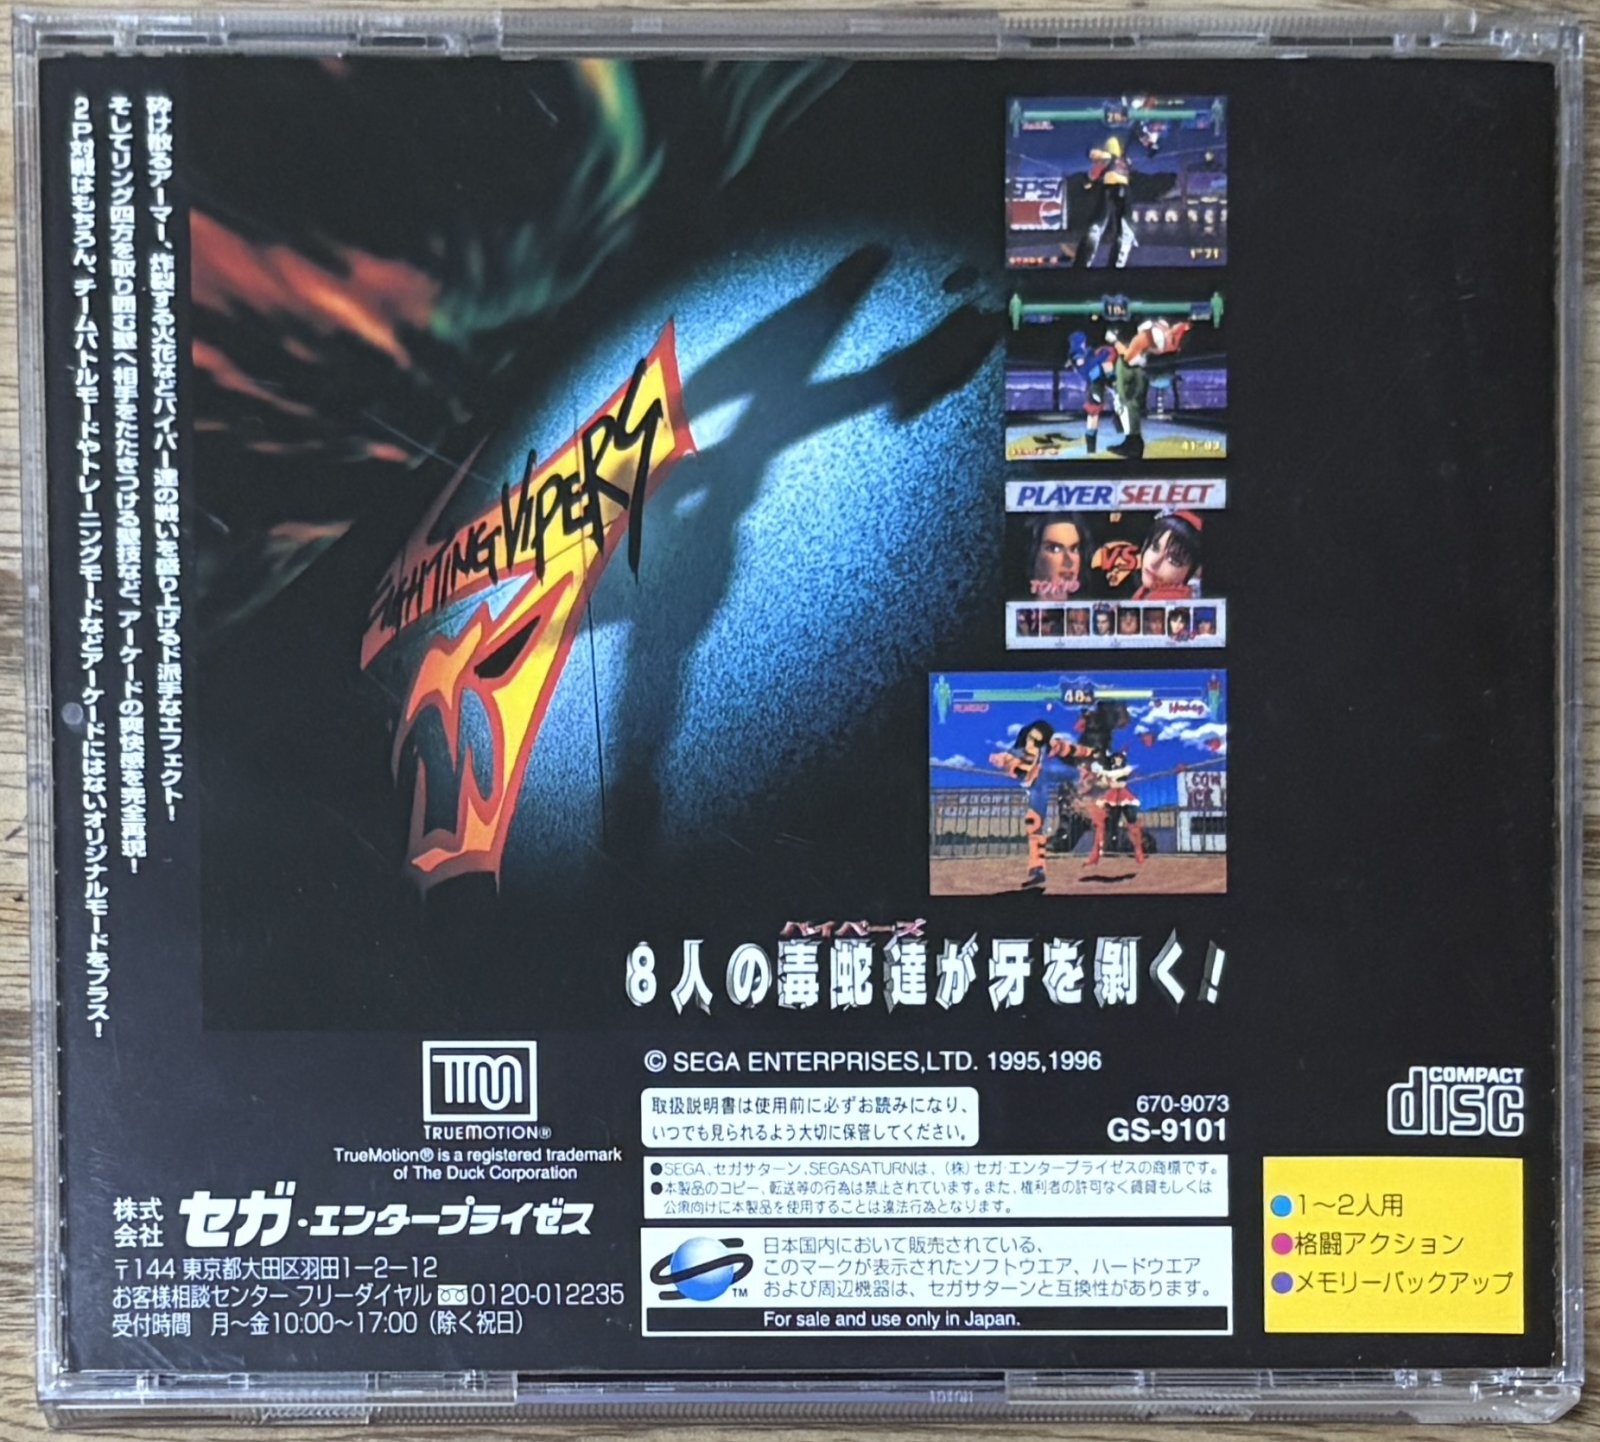 砕け散るアーマー、炸裂する火花などバイパー達の戦いを盛り上げるド派手なエフェクト！
そしてリング四方を取り囲む壁へ相手をたたきつける壁技など、アーケードの爽快感を完全再現！
2P対戦はもちろん、チームバトルモードやトレーニングモードなどアーケードにはないオリジナルモードをプラス！
FIGHTING VIPERS
PEPSI
1"71
41"03
PLAYER SELECT
TOKIO
VS
48
Honey
バイパーズ
8人の毒蛇達が牙を剝く！
TM
TRUEMOTION®
TrueMotion® is a registered trademark
of The Duck Corporation
© SEGA ENTERPRISES,LTD. 1995,1996
取扱説明書は使用前に必ずお読みになり、
いつでも見られるよう大切に保管してください。
670-9073
GS-9101
COMPACT
disc
●SEGA、セガサターン、SEGASATURNは、(株)セガ・エンタープライゼスの商標です。
●本製品のコピー、転送等の行為は禁止されています。また、権利者の許可なく賃貸もしくは
公衆向けに本製品を使用することは違法行為となります。
株式会社 セガ・エンタープライゼス
〒144 東京都大田区羽田1-2-12
お客様相談センター フリーダイヤル 0120-012235
受付時間 月〜金10:00〜17:00（除く祝日）
TM
日本国内において販売されている、
このマークが表示されたソフトウエア、ハードウエア
および周辺機器は、セガサターンと互換性があります。
For sale and use only in Japan.
●1〜2人用
●格闘アクション
●メモリーバックアップ